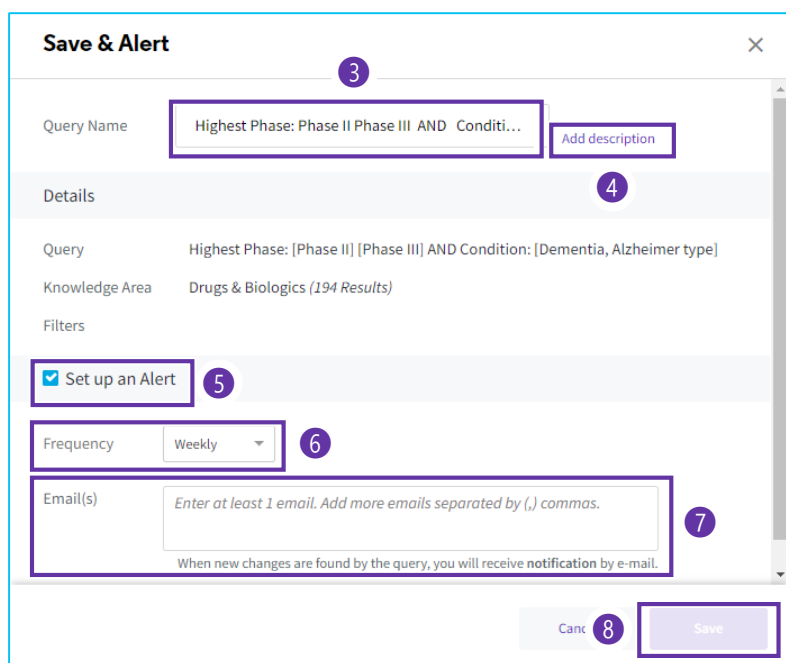 Save & Alert
3
Query Name
Highest Phase: Phase II Phase III AND Conditi...
Add description
4
Details
Query
Highest Phase: [Phase II] [Phase III] AND Condition: [Dementia, Alzheimer type]
Knowledge Area
Drugs & Biologics (194 Results)
Filters
Set up an Alert
5
Frequency
Weekly
6
Email(s)
Enter at least 1 email. Add more emails separated by (,) commas.
7
When new changes are found by the query, you will receive notification by e-mail.
Canc
8
Save